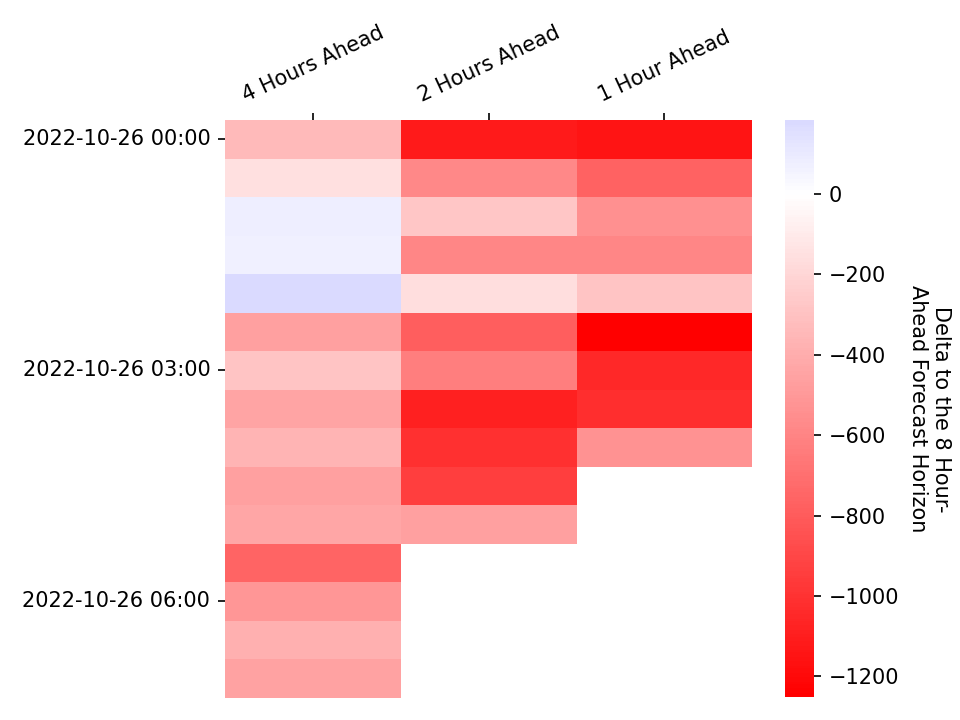 4 Hours Ahead
2 Hours Ahead
1 Hour Ahead
2022-10-26 00:00
2022-10-26 03:00
2022-10-26 06:00
0
−200
−400
−600
−800
−1000
−1200
Delta to the 8 Hour-
Ahead Forecast Horizon